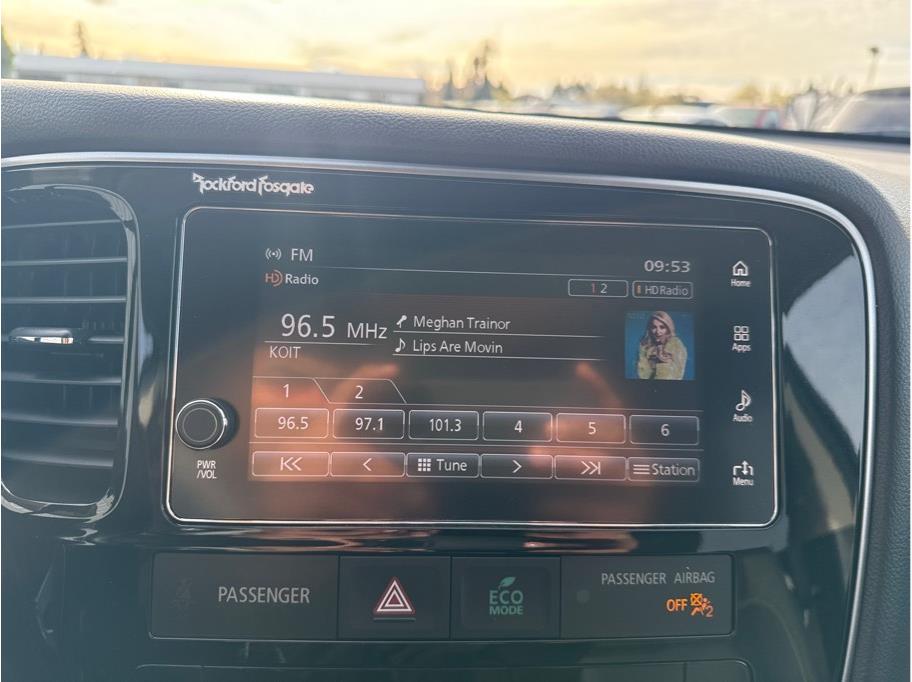 Rockford Fosgate
FM
09:53
HD Radio
1 2
HD Radio
Home
96.5 MHz
Meghan Trainor
KOIT
Lips Are Movin
Apps
1 2
96.5 97.1 101.3 4 5 6
Audio
Tune
Station
Menu
PWR
/VOL
PASSENGER
ECO
MODE
PASSENGER AIRBAG
OFF
2